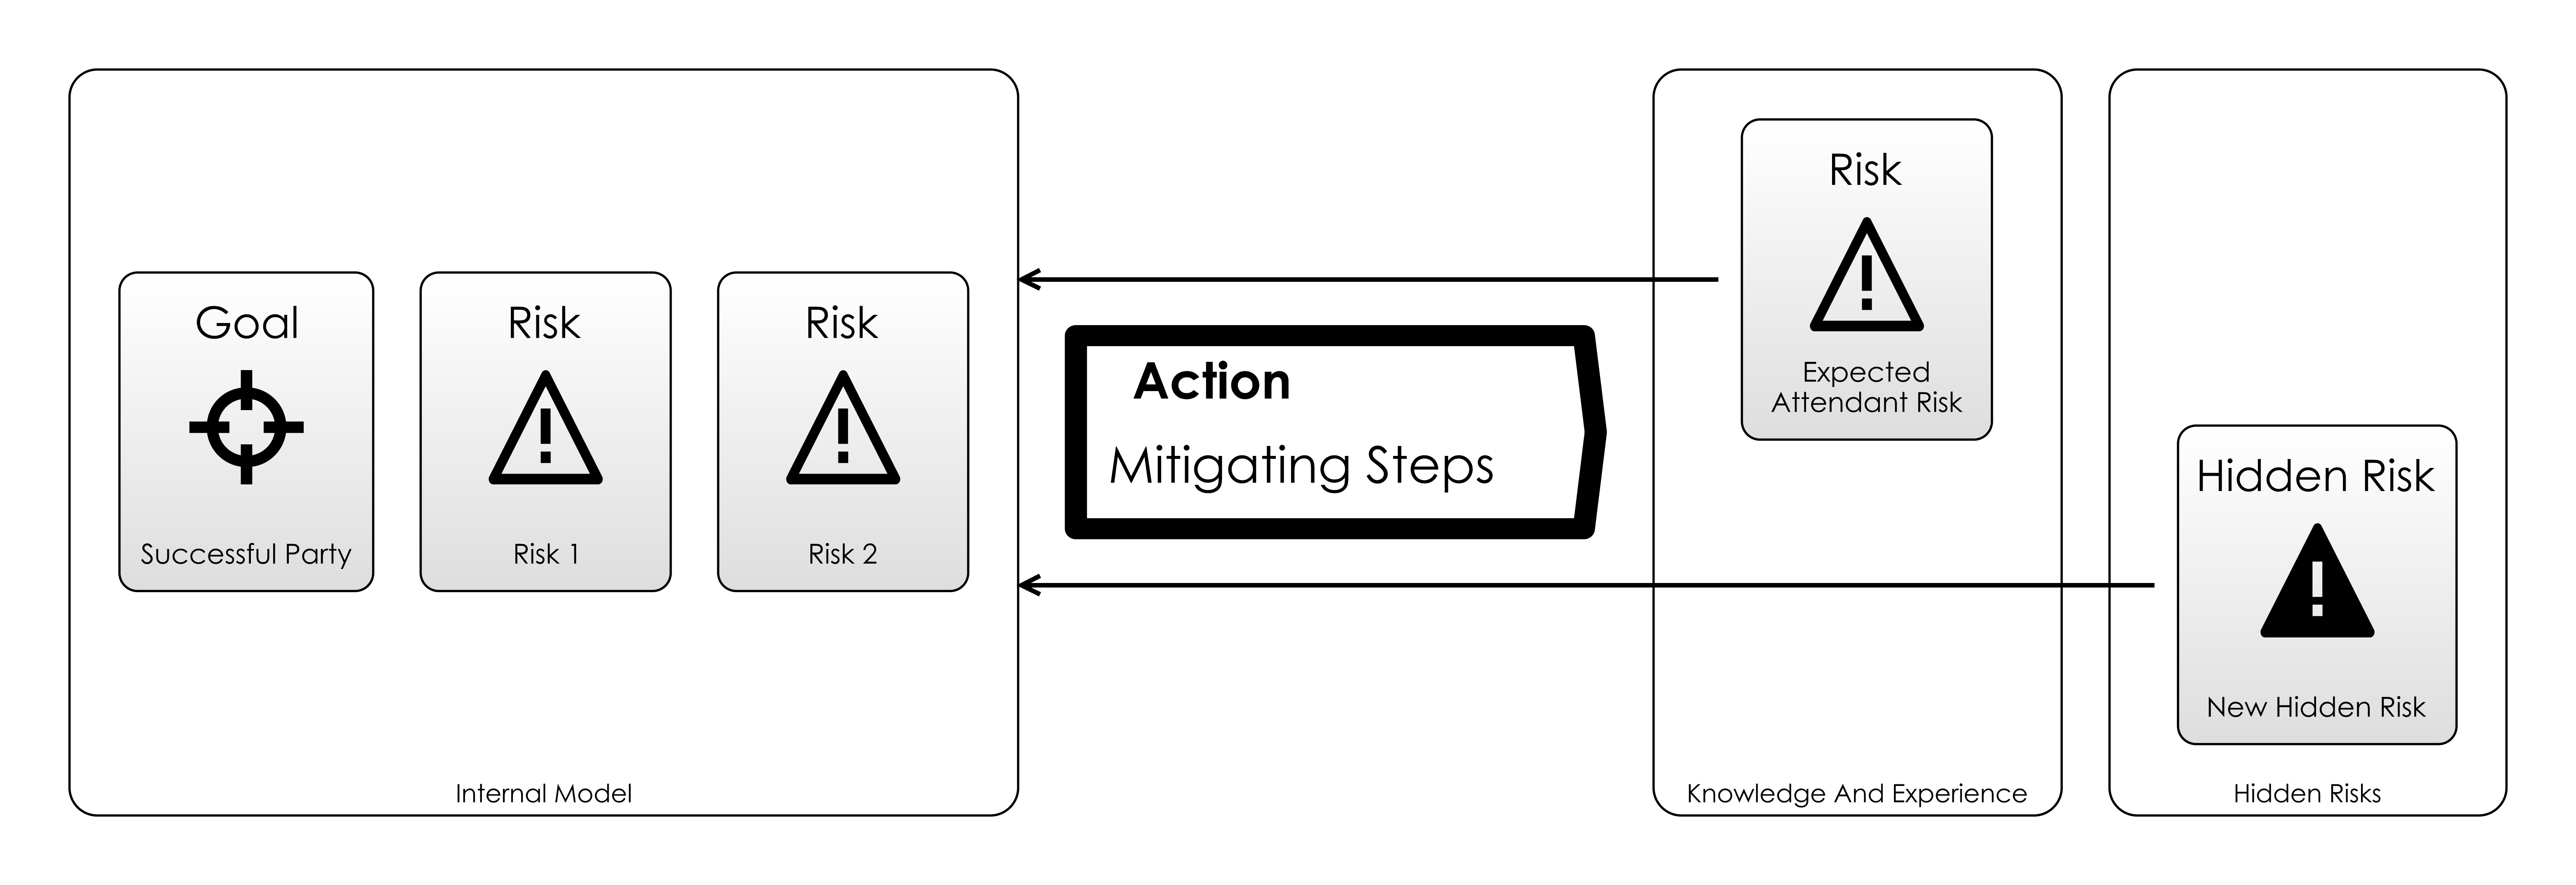 Goal
Successful Party
Risk
Risk 1
Risk
Risk 2
Internal Model
Action
Mitigating Steps
Risk
Expected
Attendant Risk
Knowledge And Experience
Hidden Risk
New Hidden Risk
Hidden Risks